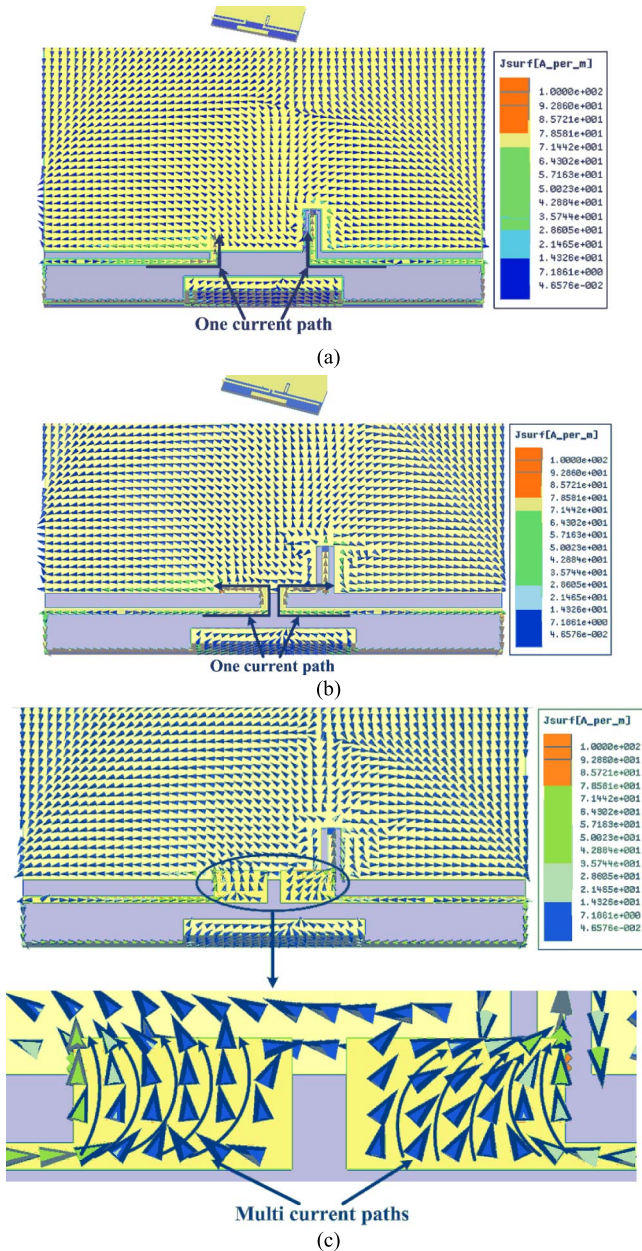 Jsurf[A_per_m]
1.0000e+002
9.2860e+001
8.5721e+001
7.8581e+001
7.1442e+001
6.4302e+001
5.7163e+001
5.0023e+001
4.2884e+001
3.5744e+001
2.8605e+001
2.1465e+001
1.4326e+001
7.1861e+000
4.6576e-002
One current path
(a)
Jsurf[A_per_m]
1.0000e+002
9.2860e+001
8.5721e+001
7.8581e+001
7.1442e+001
6.4302e+001
5.7163e+001
5.0023e+001
4.2884e+001
3.5744e+001
2.8605e+001
2.1465e+001
1.4326e+001
7.1861e+000
4.6576e-002
One current path
(b)
Jsurf[A_per_m]
1.0000e+002
9.2860e+001
8.5721e+001
7.8581e+001
7.1442e+001
6.4302e+001
5.7163e+001
5.0023e+001
4.2884e+001
3.5744e+001
2.8605e+001
2.1465e+001
1.4326e+001
7.1861e+000
4.6576e-002
Multi current paths
(c)